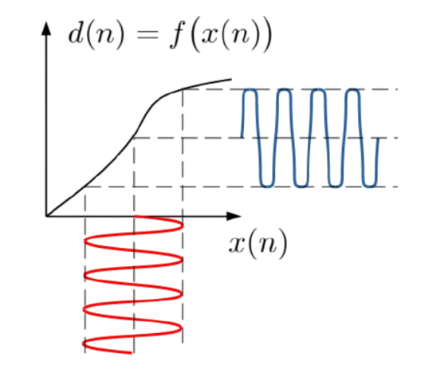 d(n) = f(x(n))
x(n)